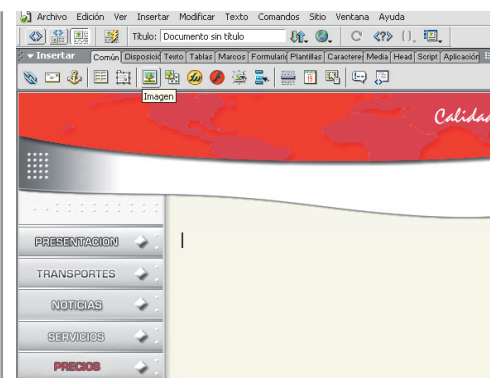 Archivo Edición Ver Insertar Modificar Texto Comandos Sitio Ventana Ayuda
Título: Documento sin título
Insertar Común Disposició Texto Tablas Marcos Formulario Plantillas Caractere Media Head Script Aplicación
Imagen
Calidad
PRESENTACION
TRANSPORTES
NOTICIAS
SERVICIOS
PRECIOS